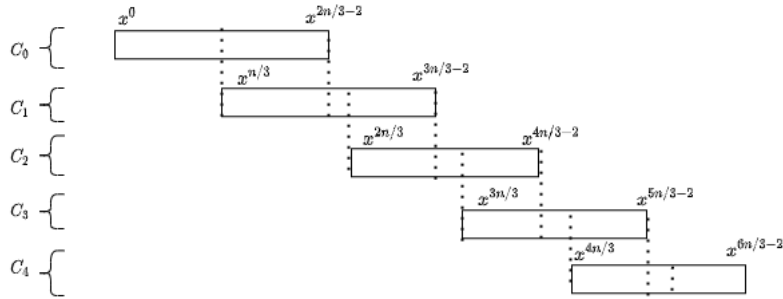 x^0 x^{2n/3−2}
C_0
x^{n/3} x^{3n/3−2}
C_1
x^{2n/3} x^{4n/3−2}
C_2
x^{3n/3} x^{5n/3−2}
C_3
x^{4n/3} x^{6n/3−2}
C_4